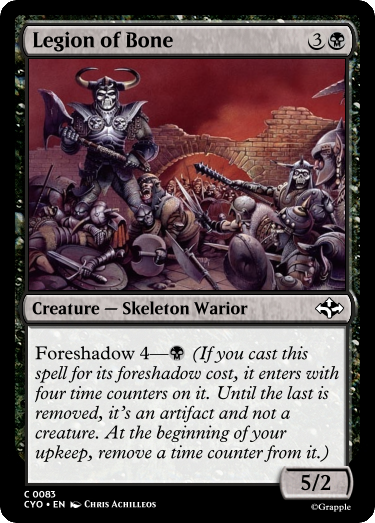 Legion of Bone 3
Creature — Skeleton Warior
Foreshadow 4— (If you cast this
spell for its foreshadow cost, it enters with
four time counters on it. Until the last is
removed, it's an artifact and not a
creature. At the beginning of your
upkeep, remove a time counter from it.)
5/2
C 0083
CYO • EN Chris Achilleos
©Grapple